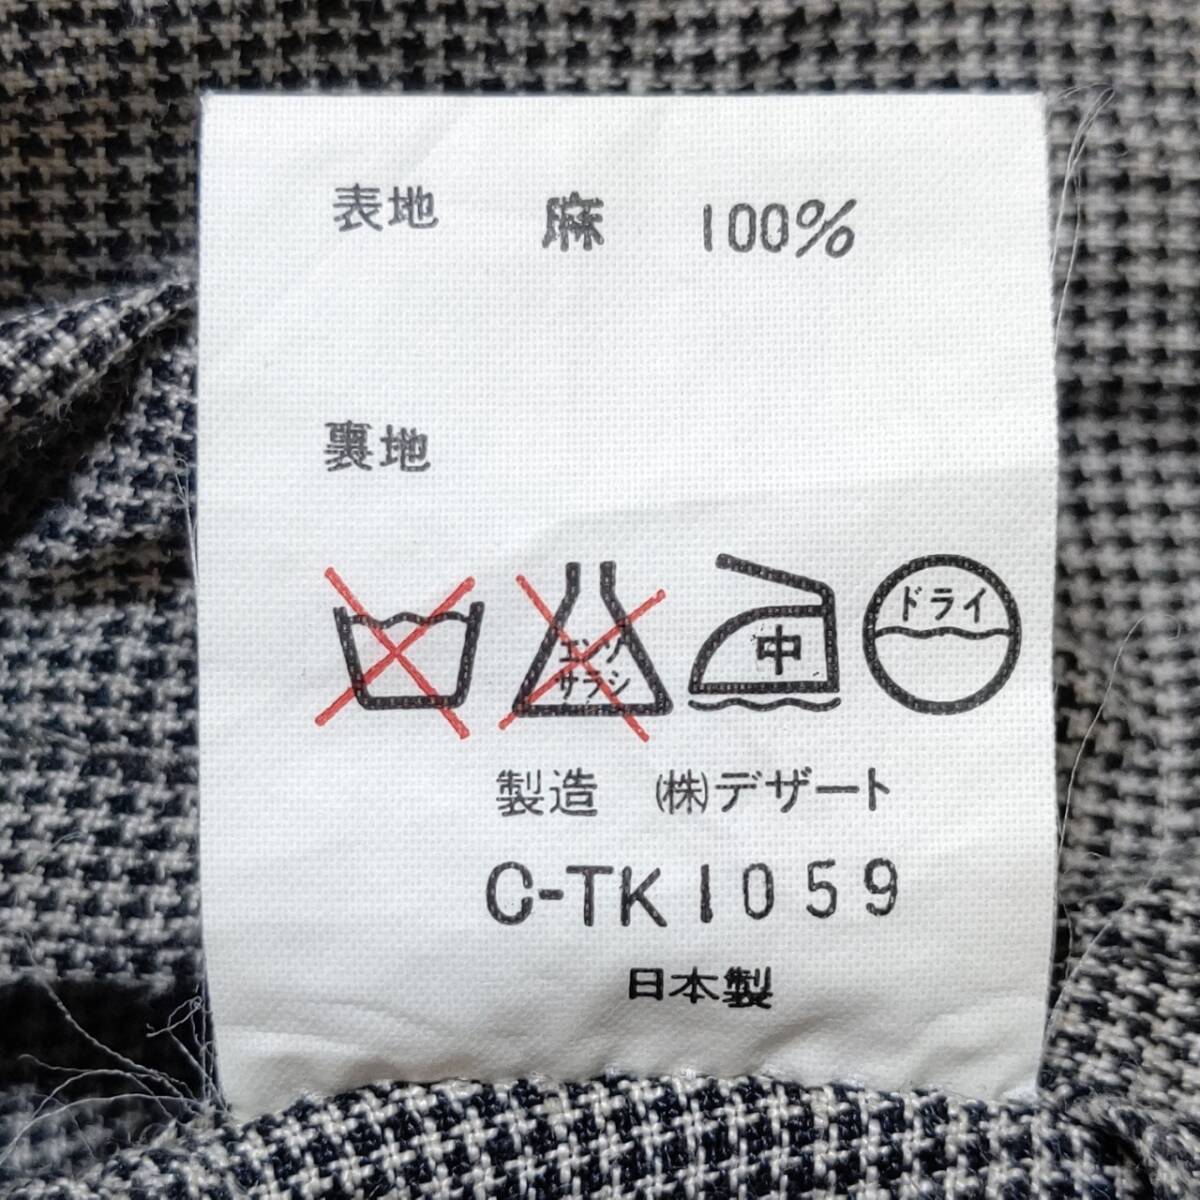 表地 麻 100%
裏地
エンソ
サラシ
中
ドライ
製造 ㈱デザート
C-TK1059
日本製